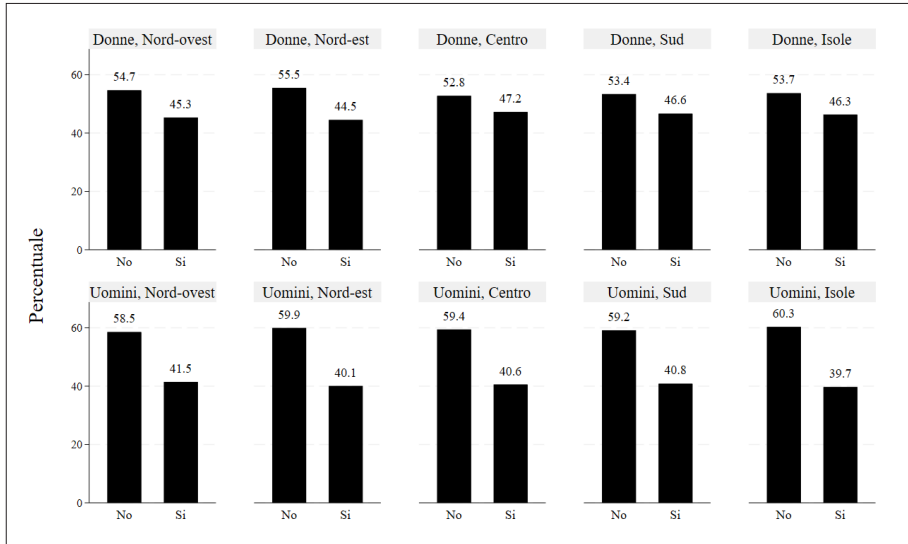 Percentuale
Donne, Nord-ovest
54.7
45.3
60
40
20
0
No
Si
Donne, Nord-est
55.5
44.5
No
Si
Donne, Centro
52.8
47.2
No
Si
Donne, Sud
53.4
46.6
No
Si
Donne, Isole
53.7
46.3
No
Si
Uomini, Nord-ovest
58.5
41.5
60
40
20
0
No
Si
Uomini, Nord-est
59.9
40.1
No
Si
Uomini, Centro
59.4
40.6
No
Si
Uomini, Sud
59.2
40.8
No
Si
Uomini, Isole
60.3
39.7
No
Si